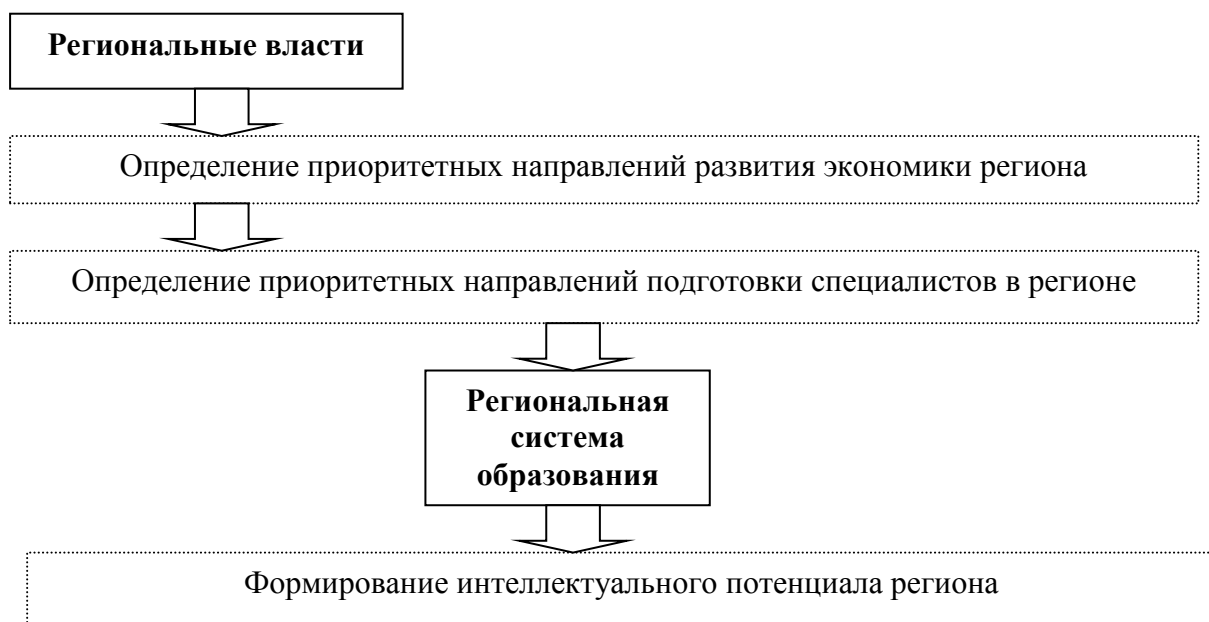 Региональные власти
Определение приоритетных направлений развития экономики региона
Определение приоритетных направлений подготовки специалистов в регионе
Региональная
система
образования
Формирование интеллектуального потенциала региона